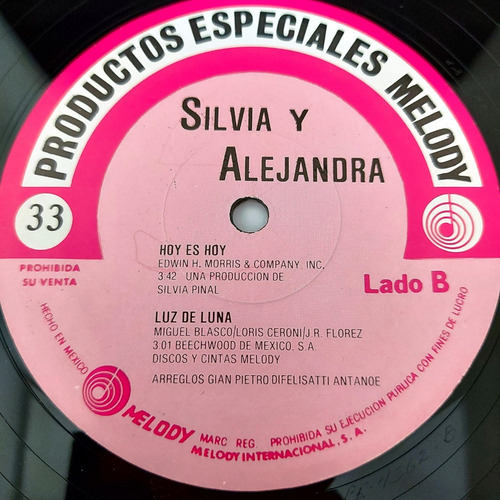 PRODUCTOS ESPECIALES MELODY
SILVIA Y
ALEJANDRA
33
PROHIBIDA
SU VENTA
HOY ES HOY
EDWIN H. MORRIS & COMPANY. INC.
3:42 UNA PRODUCCION DE
SILVIA PINAL
Lado B
LUZ DE LUNA
MIGUEL BLASCO/LORIS CERONI/J.R. FLOREZ
3:01 BEECHWOOD DE MEXICO. S.A.
DISCOS Y CINTAS MELODY
ARREGLOS GIAN PIETRO DIFELISATTI ANTANOE
HECHO EN MEXICO
MELODY MARC REG. PROHIBIDA SU EJECUCION PUBLICA CON FINES DE LUCRO
MELODY INTERNACIONAL, S.A.